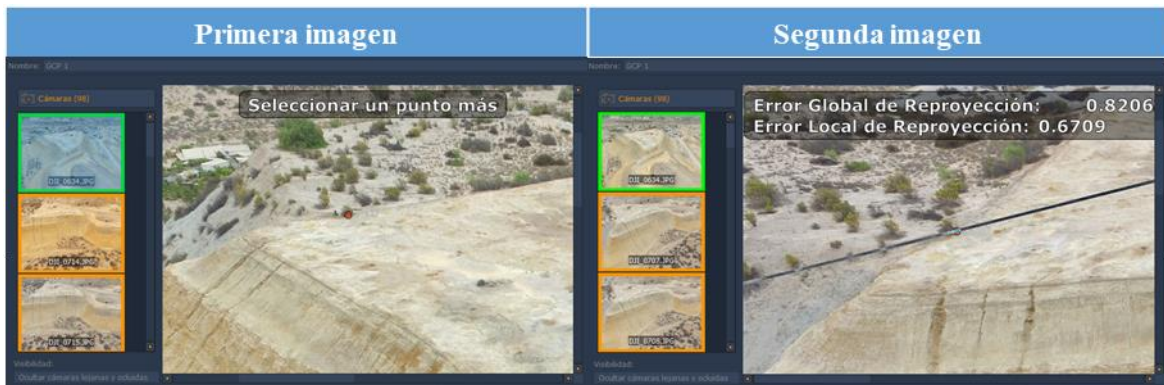 Primera imagen
Segunda imagen
Nombre: GCP 1
Cámaras (98)
DJI_0634.JPG
DJI_0714.JPG
DJI_0715.JPG
Visibilidad:
Ocultar cámaras lejanas y ocluidas
Seleccionar un punto más
Nombre: GCP 1
Cámaras (98)
DJI_0634.JPG
DJI_0707.JPG
DJI_0708.JPG
Visibilidad:
Ocultar cámaras lejanas y ocluidas
Error Global de Reproyección: 0.8206
Error Local de Reproyección: 0.6709